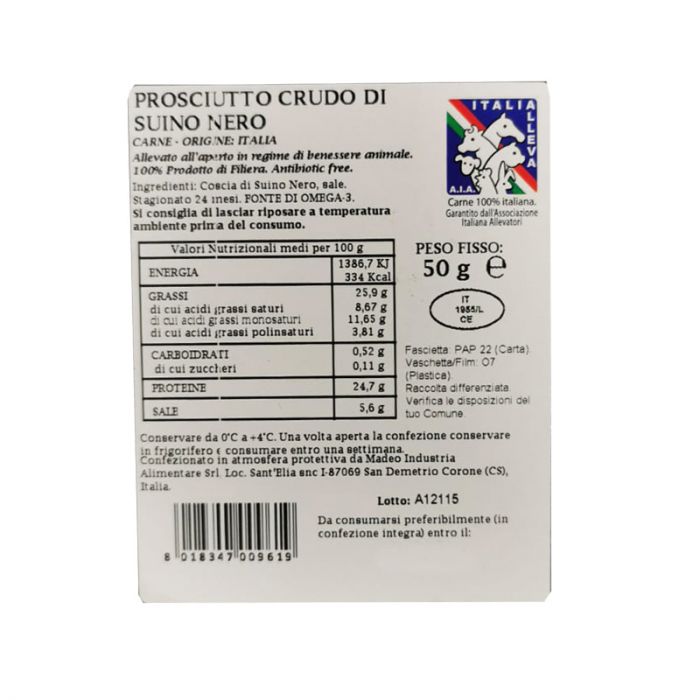 PROSCIUTTO CRUDO DI
SUINO NERO
CARNE - ORIGINE: ITALIA
Allevato all'aperto in regime di benessere animale.
100% Prodotto di Filiera. Antibiotic free.
Ingredienti: Coscia di Suino Nero, sale.
Stagionato 24 mesi. FONTE DI OMEGA-3.
Si consiglia di lasciar riposare a temperatura
ambiente prima del consumo.
ITALIA
ALLEVA
A.I.A.
Carne 100% italiana.
Garantito dall'Associazione
Italiana Allevatori
Valori Nutrizionali medi per 100 g
ENERGIA 1386,7 KJ
334 Kcal
GRASSI 25,9 g
di cui acidi grassi saturi 8,67 g
di cui acidi grassi monosaturi 11,65 g
di cui acidi grassi polinsaturi 3,81 g
CARBOIDRATI 0,52 g
di cui zuccheri 0,11 g
PROTEINE 24,7 g
SALE 5,6 g
PESO FISSO:
50 g e
IT
1955/L
CE
Fascietta: PAP 22 (Carta).
Vaschetta/Film: O7
(Plastica).
Raccolta differenziata.
Verifica le disposizioni del
tuo Comune.
Conservare da 0°C a +4°C. Una volta aperta la confezione conservare
in frigorifero e consumare entro una settimana.
Confezionato in atmosfera protettiva da Madeo Industria
Alimentare Srl. Loc. Sant'Elia snc I-87069 San Demetrio Corone (CS),
Italia.
Lotto: A12115
Da consumarsi preferibilmente (in
confezione integra) entro il:
8 018347 009619